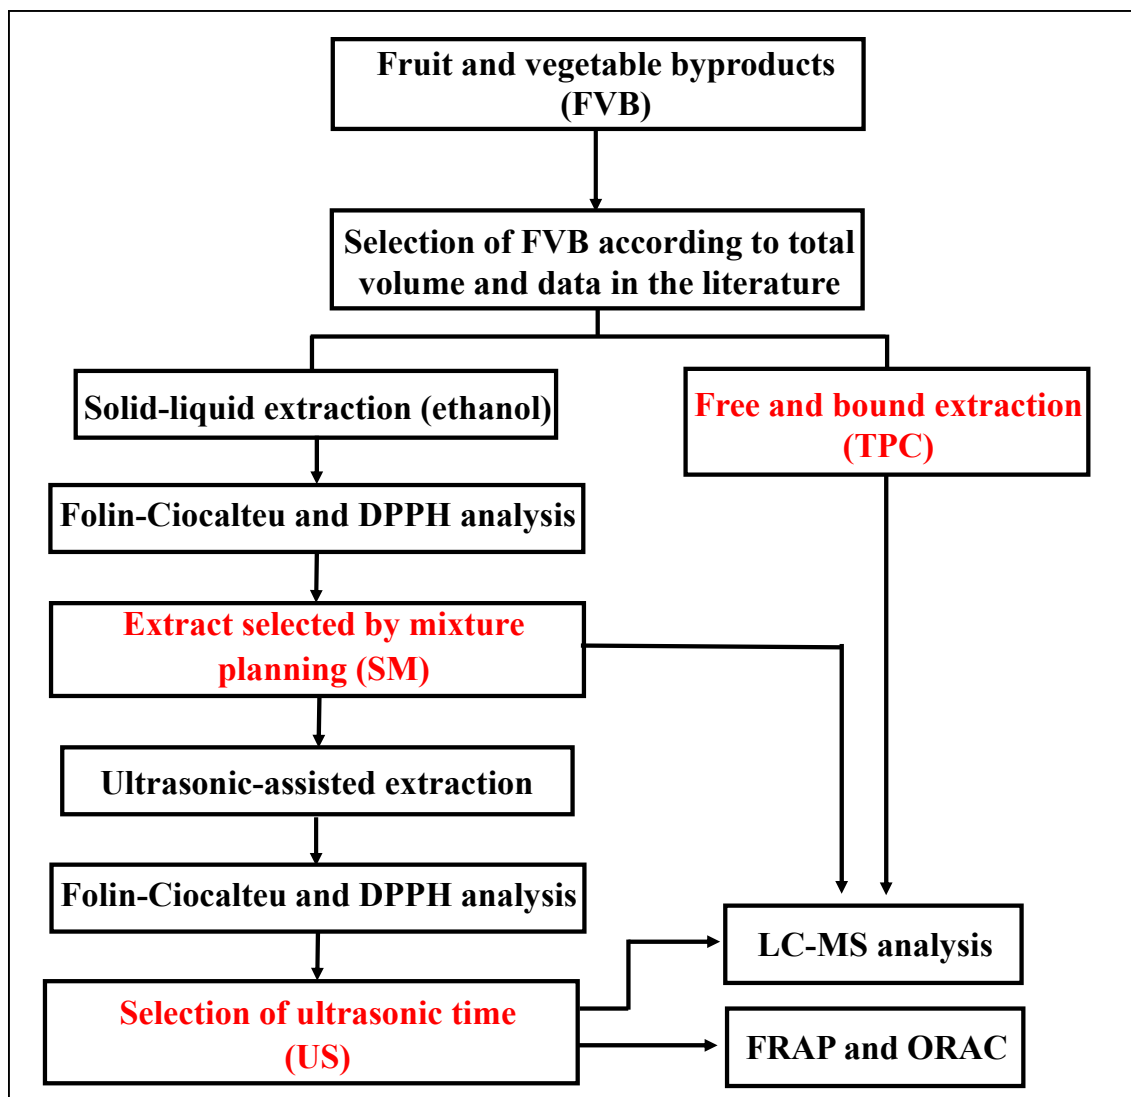 Fruit and vegetable byproducts
(FVB)
Selection of FVB according to total
volume and data in the literature
Solid-liquid extraction (ethanol)
Free and bound extraction
(TPC)
Folin-Ciocalteu and DPPH analysis
Extract selected by mixture
planning (SM)
Ultrasonic-assisted extraction
Folin-Ciocalteu and DPPH analysis
LC-MS analysis
Selection of ultrasonic time
(US)
FRAP and ORAC